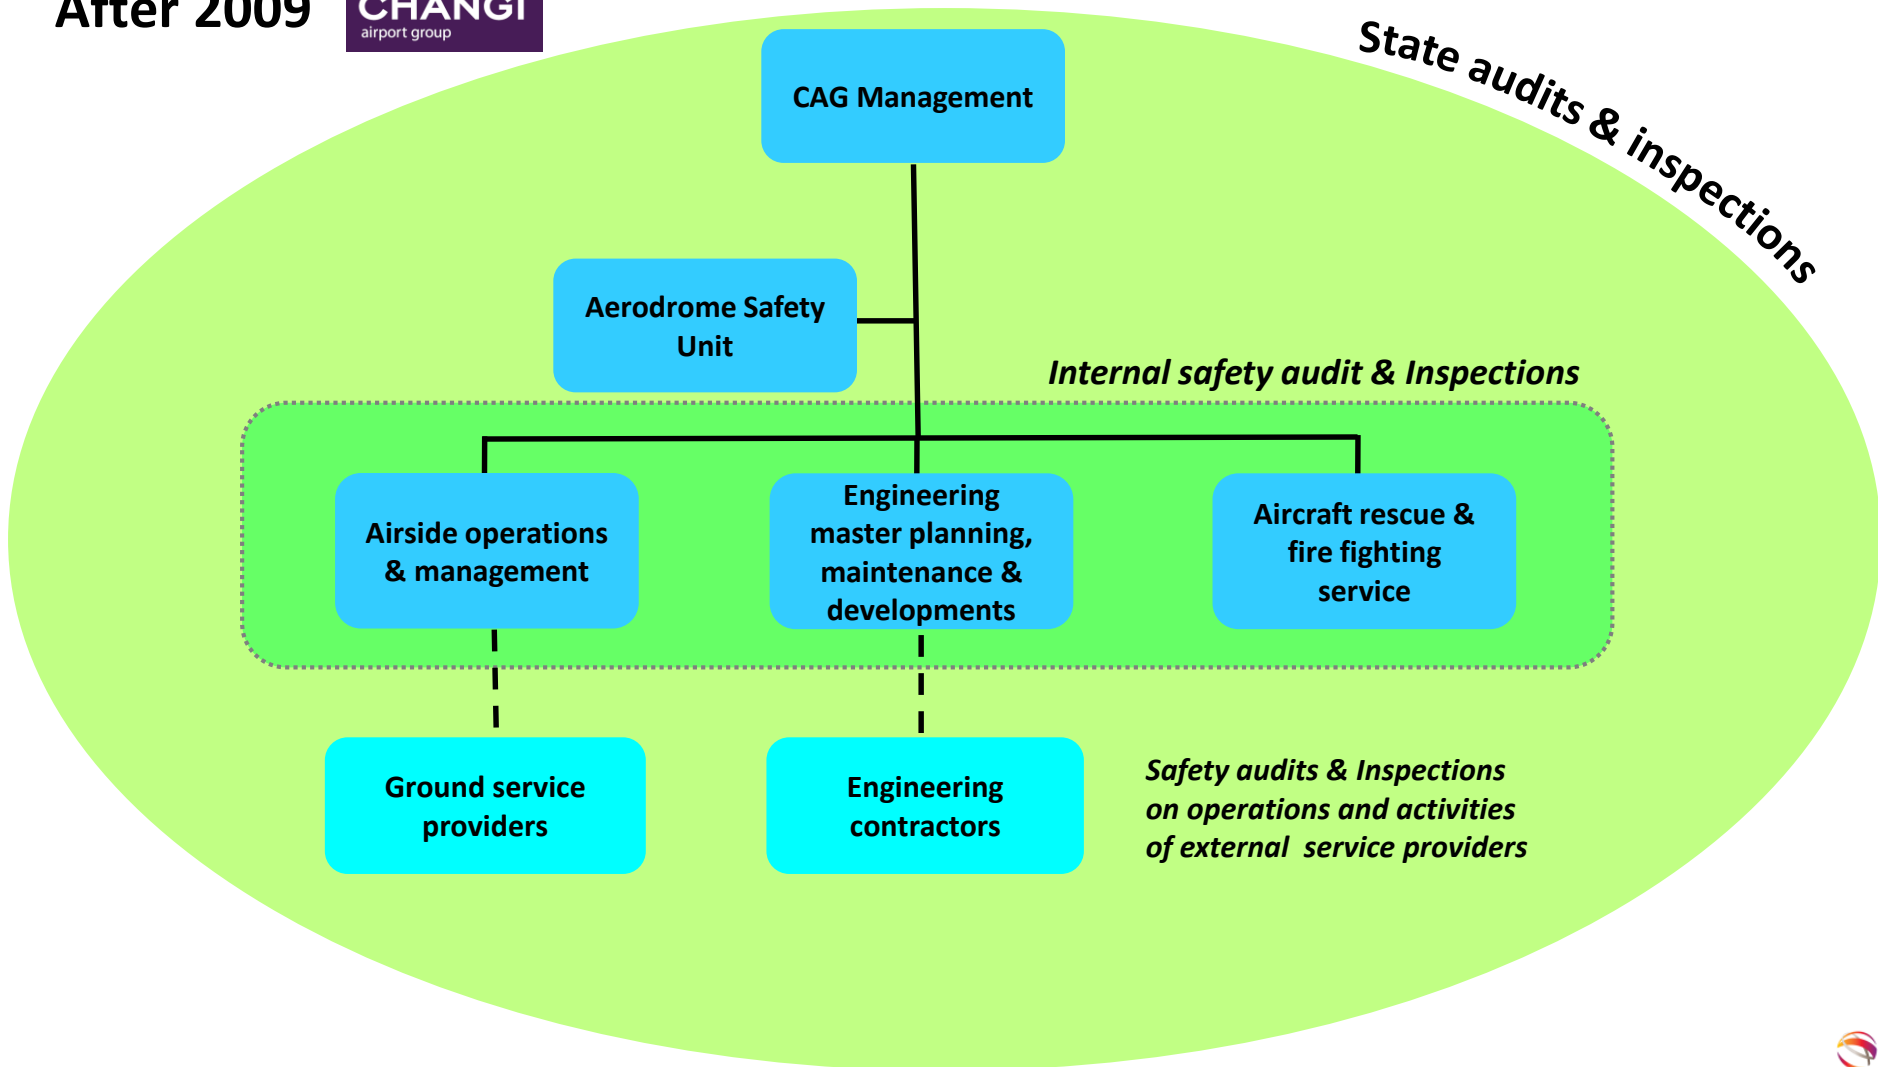 After 2009
CHANGI
airport group
State audits & inspections
CAG Management
Aerodrome Safety
Unit
Internal safety audit & Inspections
Airside operations
& management
Engineering
master planning,
maintenance &
developments
Aircraft rescue &
fire fighting
service
Ground service
providers
Engineering
contractors
Safety audits & Inspections
on operations and activities
of external service providers